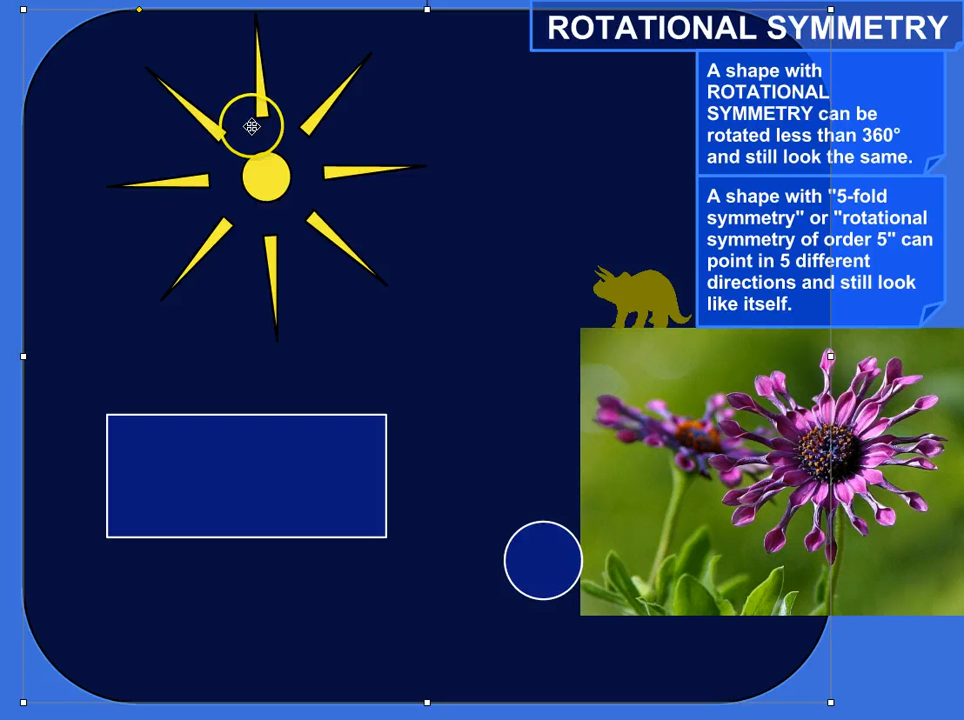 ROTATIONAL SYMMETRY
A shape with
ROTATIONAL
SYMMETRY can be
rotated less than 360°
and still look the same.
A shape with "5-fold
symmetry" or "rotational
symmetry of order 5" can
point in 5 different
directions and still look
like itself.